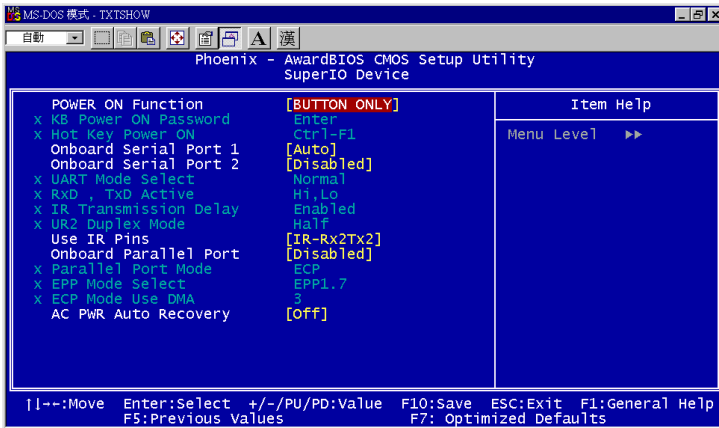 MS-DOS 模式 - TXTSHOW
自動 A 漢
Phoenix - AwardBIOS CMOS Setup Utility
SuperIO Device
POWER ON Function [BUTTON ONLY] Item Help
x KB Power ON Password Enter
x Hot Key Power ON Ctrl-F1 Menu Level ▶▶
Onboard Serial Port 1 [Auto]
Onboard Serial Port 2 [Disabled]
x UART Mode Select Normal
x RxD , TxD Active Hi,Lo
x IR Transmission Delay Enabled
x UR2 Duplex Mode Half
Use IR Pins [IR-Rx2Tx2]
Onboard Parallel Port [Disabled]
x Parallel Port Mode ECP
x EPP Mode Select EPP1.7
x ECP Mode Use DMA 3
AC PWR Auto Recovery [Off]
↑↓→←:Move Enter:Select +/-/PU/PD:Value F10:Save ESC:Exit F1:General Help
F5:Previous Values F7: Optimized Defaults